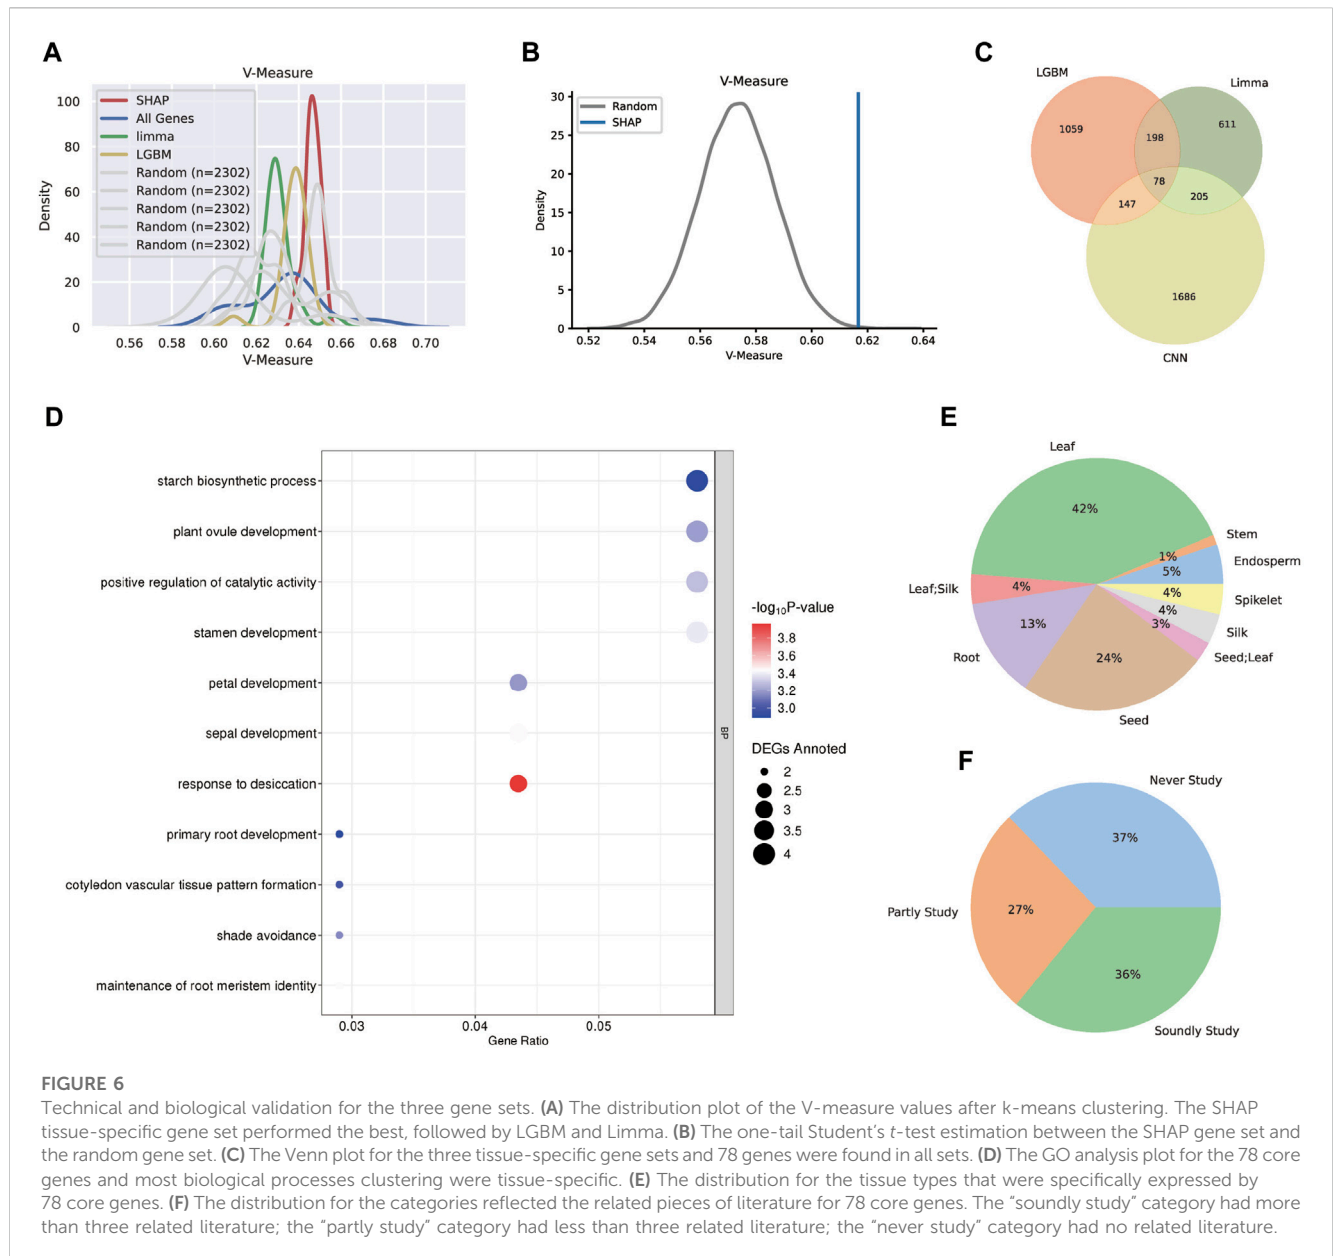 A
V-Measure
SHAP
All Genes
limma
LGBM
Random (n=2302)
Random (n=2302)
Random (n=2302)
Random (n=2302)
Random (n=2302)
Density
100
80
60
40
20
0
0.56 0.58 0.60 0.62 0.64 0.66 0.68 0.70
V-Measure
B
V-Measure
Random
SHAP
Density
30
25
20
15
10
5
0
0.52 0.54 0.56 0.58 0.60 0.62 0.64
V-Measure
C
LGBM
Limma
1059
198
611
78
147
205
1686
CNN
D
starch biosynthetic process
plant ovule development
positive regulation of catalytic activity
stamen development
petal development
sepal development
response to desiccation
primary root development
cotyledon vascular tissue pattern formation
shade avoidance
maintenance of root meristem identity
0.03 0.04 0.05
Gene Ratio
BP
-log10P-value
3.8
3.6
3.4
3.2
3.0
DEGs Annoted
2
2.5
3
3.5
4
E
Leaf
42%
Stem
1%
Endosperm
5%
Leaf;Silk
4%
Spikelet
4%
Silk
4%
Seed;Leaf
3%
Root
13%
Seed
24%
F
Never Study
37%
Partly Study
27%
Soundly Study
36%
FIGURE 6
Technical and biological validation for the three gene sets. (A) The distribution plot of the V-measure values after k-means clustering. The SHAP
tissue-specific gene set performed the best, followed by LGBM and Limma. (B) The one-tail Student's t-test estimation between the SHAP gene set and
the random gene set. (C) The Venn plot for the three tissue-specific gene sets and 78 genes were found in all sets. (D) The GO analysis plot for the 78 core
genes and most biological processes clustering were tissue-specific. (E) The distribution for the tissue types that were specifically expressed by
78 core genes. (F) The distribution for the categories reflected the related pieces of literature for 78 core genes. The "soundly study" category had more
than three related literature; the "partly study" category had less than three related literature; the "never study" category had no related literature.